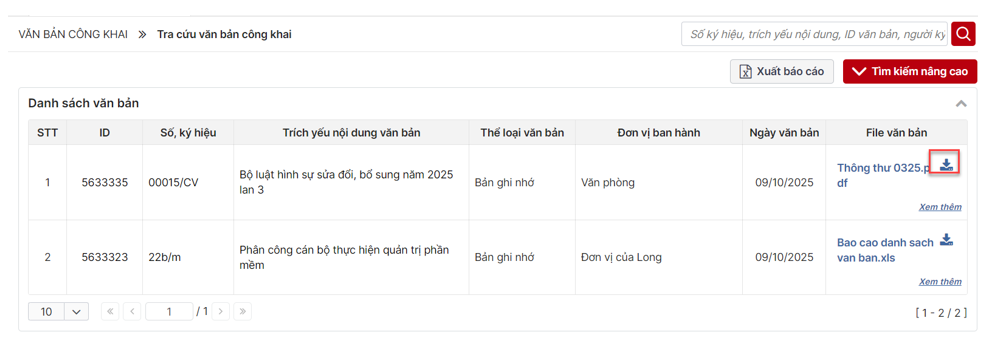 VĂN BẢN CÔNG KHAI » Tra cứu văn bản công khai
Số ký hiệu, trích yếu nội dung, ID văn bản, người ký
Xuất báo cáo Tìm kiếm nâng cao
Danh sách văn bản
STT ID Số, ký hiệu Trích yếu nội dung văn bản Thể loại văn bản Đơn vị ban hành Ngày văn bản File văn bản
1 5633335 00015/CV Bộ luật hình sự sửa đổi, bổ sung năm 2025 Bản ghi nhớ Văn phòng 09/10/2025 Thông thư 0325.p
lan 3 df
Xem thêm
2 5633323 22b/m Phân công cán bộ thực hiện quản trị phần Bản ghi nhớ Đơn vị của Long 09/10/2025 Bao cao danh sach
mềm van ban.xls
Xem thêm
10 « ‹ 1 / 1 › » [ 1 - 2 / 2 ]